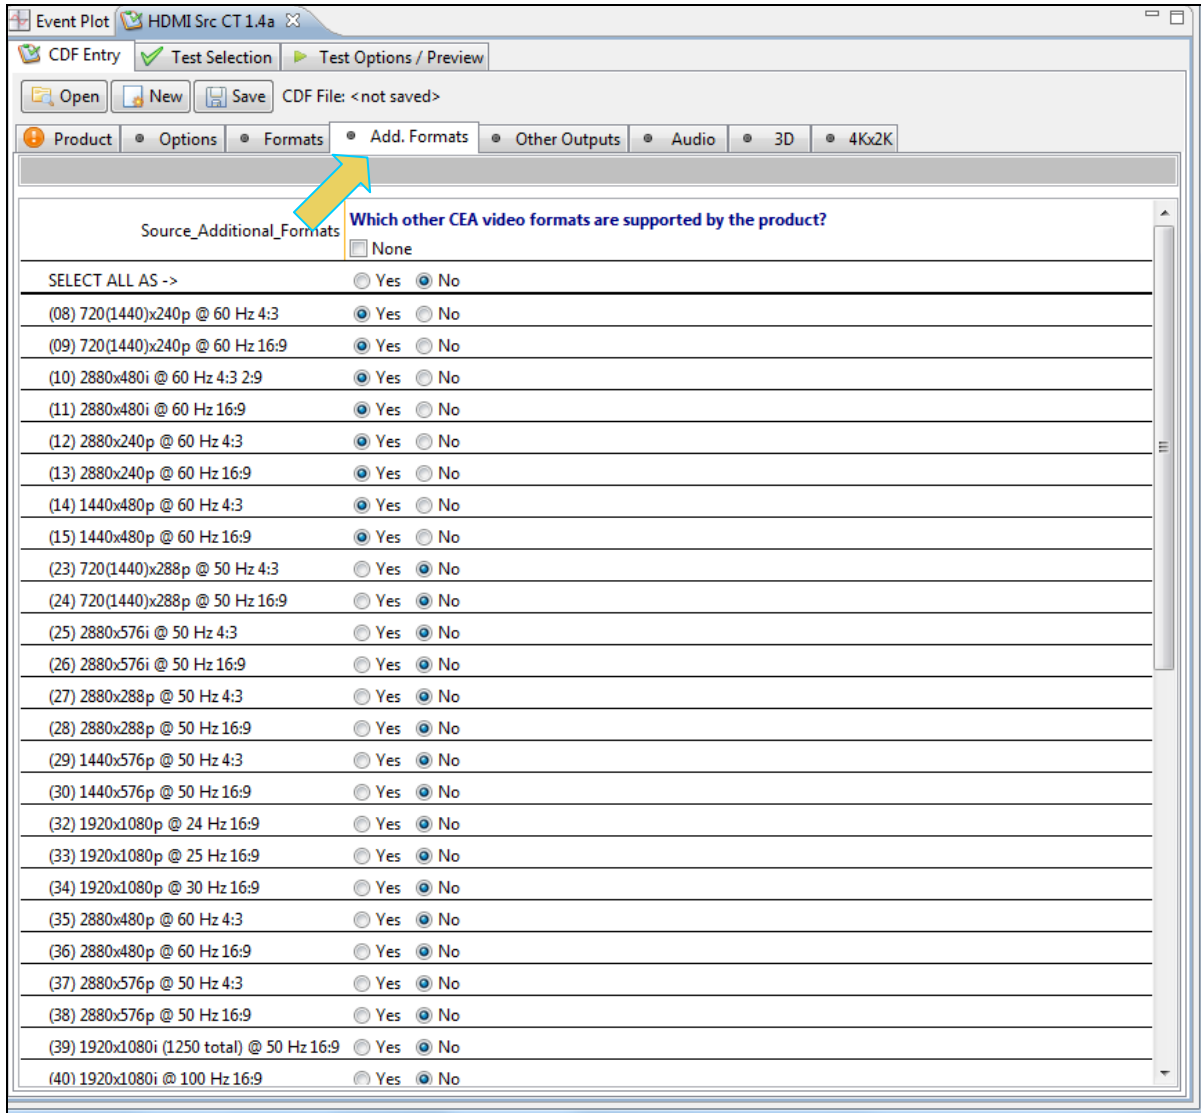 Event Plot HDMI Src CT 1.4a
CDF Entry Test Selection Test Options / Preview
Open New Save CDF File: <not saved>
Product Options Formats Add. Formats Other Outputs Audio 3D 4Kx2K
Source_Additional_Formats Which other CEA video formats are supported by the product?
None
SELECT ALL AS -> Yes No
(08) 720(1440)x240p @ 60 Hz 4:3 Yes No
(09) 720(1440)x240p @ 60 Hz 16:9 Yes No
(10) 2880x480i @ 60 Hz 4:3 2:9 Yes No
(11) 2880x480i @ 60 Hz 16:9 Yes No
(12) 2880x240p @ 60 Hz 4:3 Yes No
(13) 2880x240p @ 60 Hz 16:9 Yes No
(14) 1440x480p @ 60 Hz 4:3 Yes No
(15) 1440x480p @ 60 Hz 16:9 Yes No
(23) 720(1440)x288p @ 50 Hz 4:3 Yes No
(24) 720(1440)x288p @ 50 Hz 16:9 Yes No
(25) 2880x576i @ 50 Hz 4:3 Yes No
(26) 2880x576i @ 50 Hz 16:9 Yes No
(27) 2880x288p @ 50 Hz 4:3 Yes No
(28) 2880x288p @ 50 Hz 16:9 Yes No
(29) 1440x576p @ 50 Hz 4:3 Yes No
(30) 1440x576p @ 50 Hz 16:9 Yes No
(32) 1920x1080p @ 24 Hz 16:9 Yes No
(33) 1920x1080p @ 25 Hz 16:9 Yes No
(34) 1920x1080p @ 30 Hz 16:9 Yes No
(35) 2880x480p @ 60 Hz 4:3 Yes No
(36) 2880x480p @ 60 Hz 16:9 Yes No
(37) 2880x576p @ 50 Hz 4:3 Yes No
(38) 2880x576p @ 50 Hz 16:9 Yes No
(39) 1920x1080i (1250 total) @ 50 Hz 16:9 Yes No
(40) 1920x1080i @ 100 Hz 16:9 Yes No